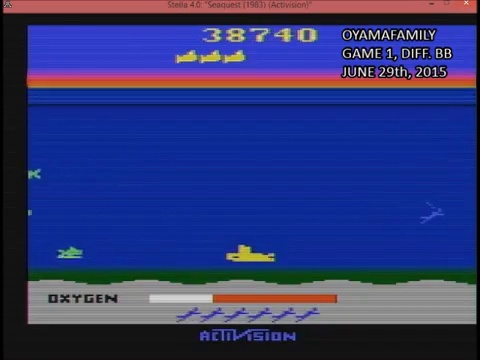 Stella 4.0: "Seaquest (1983) (Activision)"
38740
OYAMAFAMILY
GAME 1, DIFF. BB
JUNE 29th, 2015
OXYGEN
ACTIVISION